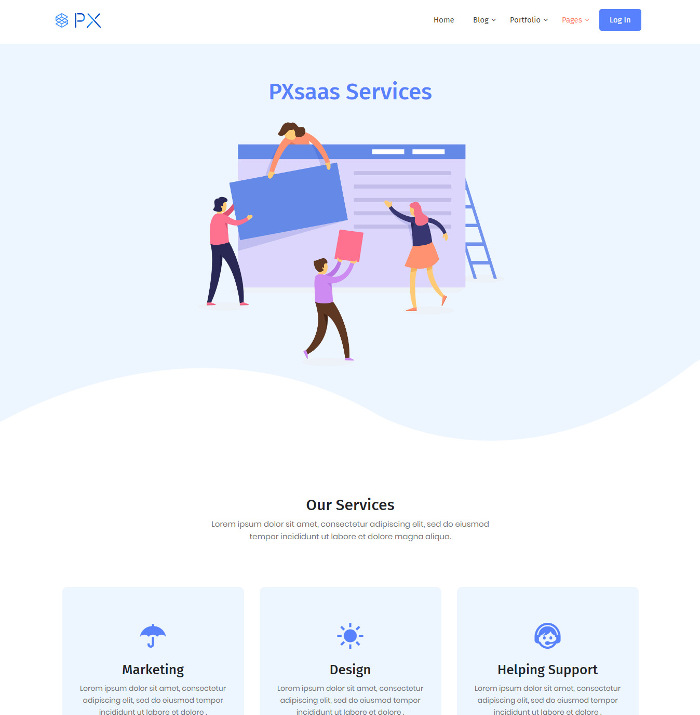 PX
Home Blog Portfolio Pages Log In
PXsaas Services
Our Services
Lorem ipsum dolor sit amet, consectetur adipiscing elit, sed do eiusmod
tempor incididunt ut labore et dolore magna aliqua.
Marketing
Lorem ipsum dolor sit amet, consectetur
adipiscing elit, sed do eiusmod tempor
incididunt ut labore et dolore .
Design
Lorem ipsum dolor sit amet, consectetur
adipiscing elit, sed do eiusmod tempor
incididunt ut labore et dolore .
Helping Support
Lorem ipsum dolor sit amet, consectetur
adipiscing elit, sed do eiusmod tempor
incididunt ut labore et dolore .